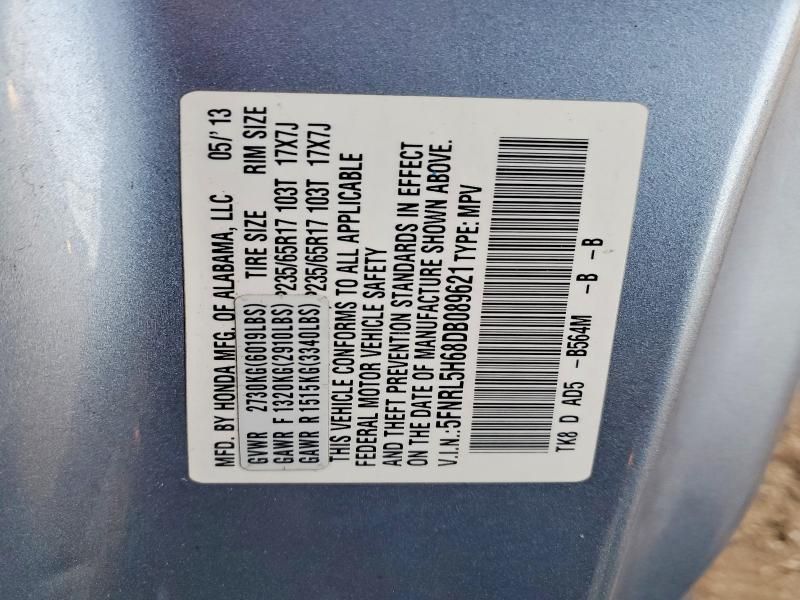 MFD. BY HONDA MFG. OF ALABAMA, LLC 05/'13
GVWR 2730KG(6019LBS) TIRE SIZE RIM SIZE
GAWR F 1320KG(2910LBS) P235/65R17 103T 17X7J
GAWR R 1515KG(3340LBS) P235/65R17 103T 17X7J
THIS VEHICLE CONFORMS TO ALL APPLICABLE
FEDERAL MOTOR VEHICLE SAFETY
AND THEFT PREVENTION STANDARDS IN EFFECT
ON THE DATE OF MANUFACTURE SHOWN ABOVE.
V.I.N.:5FNRL5H68DB089621 TYPE: MPV
TK8 D AD5 -B564M -B -B